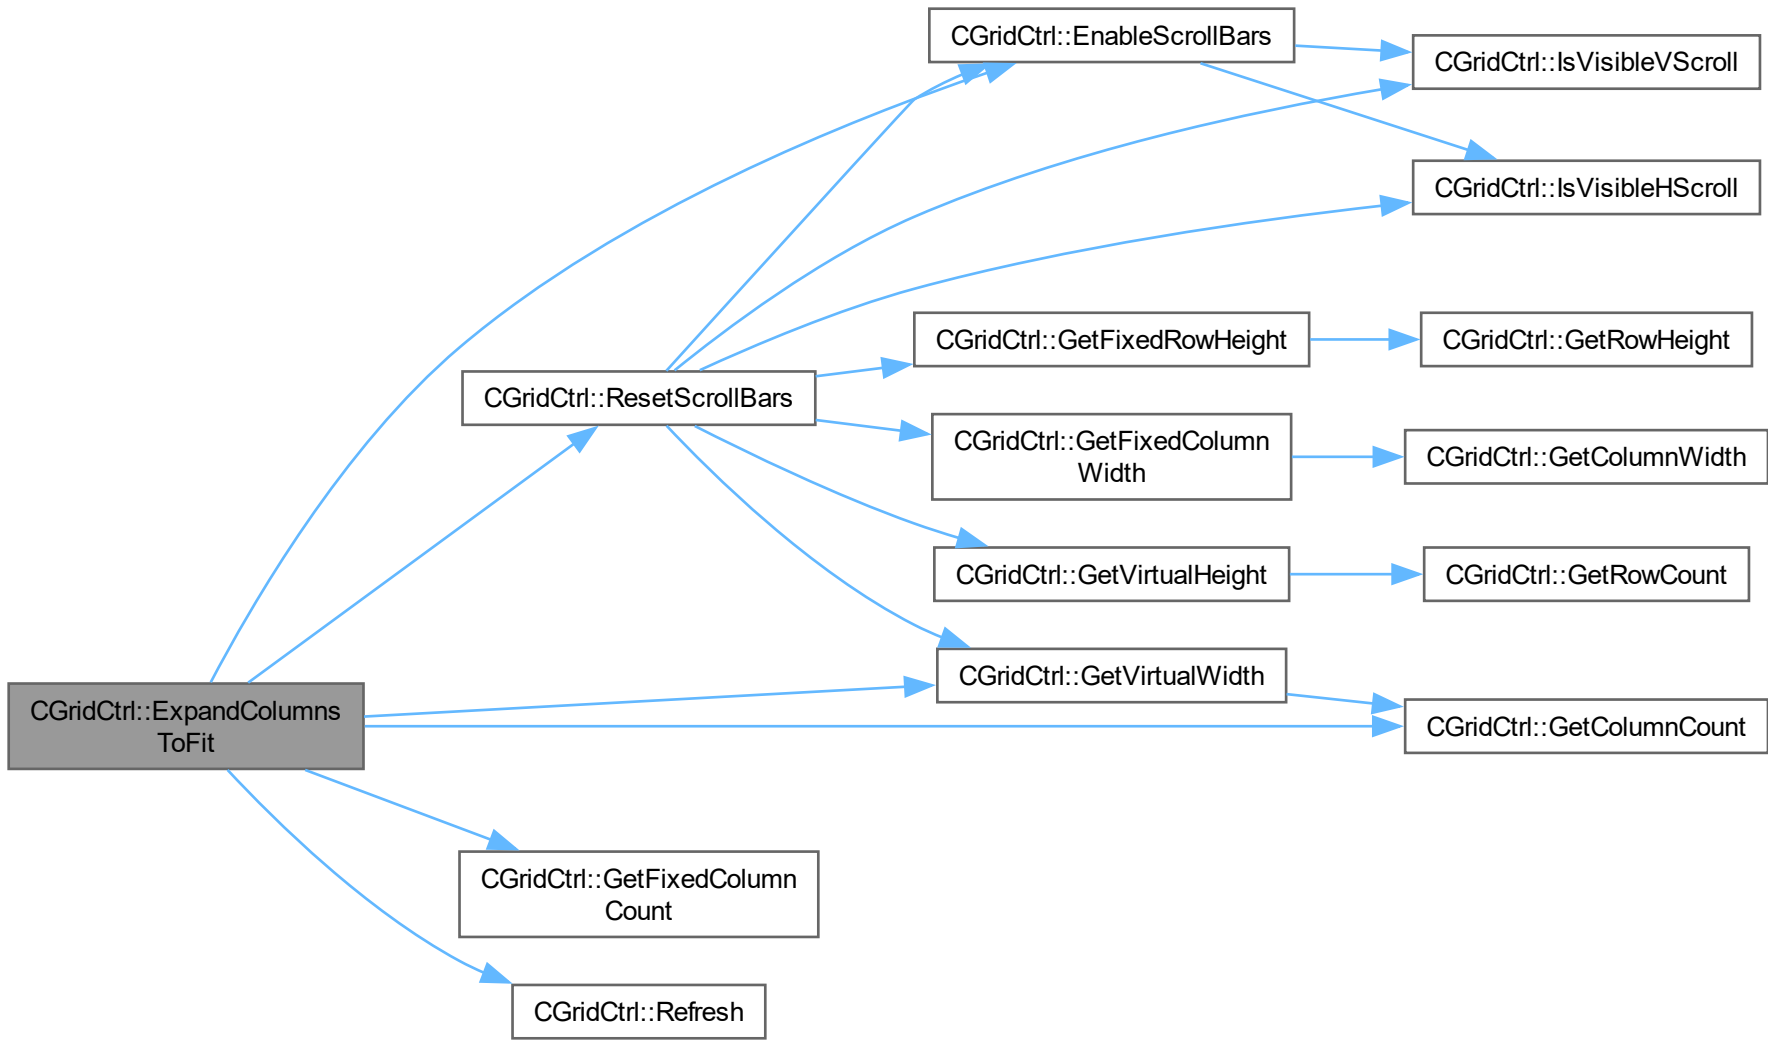 CGridCtrl::EnableScrollBars
CGridCtrl::IsVisibleVScroll
CGridCtrl::IsVisibleHScroll
CGridCtrl::GetFixedRowHeight
CGridCtrl::GetRowHeight
CGridCtrl::ResetScrollBars
CGridCtrl::GetFixedColumn
Width
CGridCtrl::GetColumnWidth
CGridCtrl::GetVirtualHeight
CGridCtrl::GetRowCount
CGridCtrl::GetVirtualWidth
CGridCtrl::ExpandColumns
ToFit
CGridCtrl::GetColumnCount
CGridCtrl::GetFixedColumn
Count
CGridCtrl::Refresh